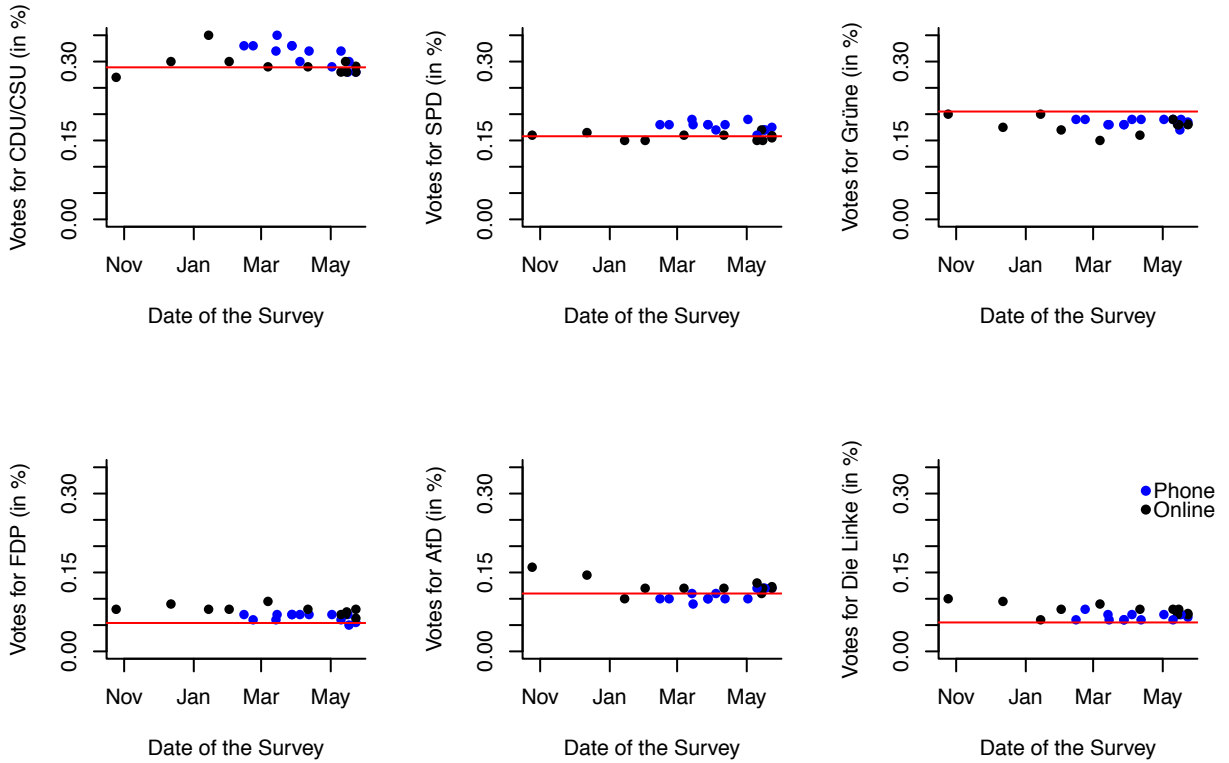 Votes for CDU/CSU (in %)
0.30
0.15
0.00
Nov Jan Mar May
Date of the Survey
Votes for SPD (in %)
0.30
0.15
0.00
Nov Jan Mar May
Date of the Survey
Votes for Grüne (in %)
0.30
0.15
0.00
Nov Jan Mar May
Date of the Survey
Votes for FDP (in %)
0.30
0.15
0.00
Nov Jan Mar May
Date of the Survey
Votes for AfD (in %)
0.30
0.15
0.00
Nov Jan Mar May
Date of the Survey
Votes for Die Linke (in %)
0.30
0.15
0.00
Nov Jan Mar May
Date of the Survey
Phone
Online